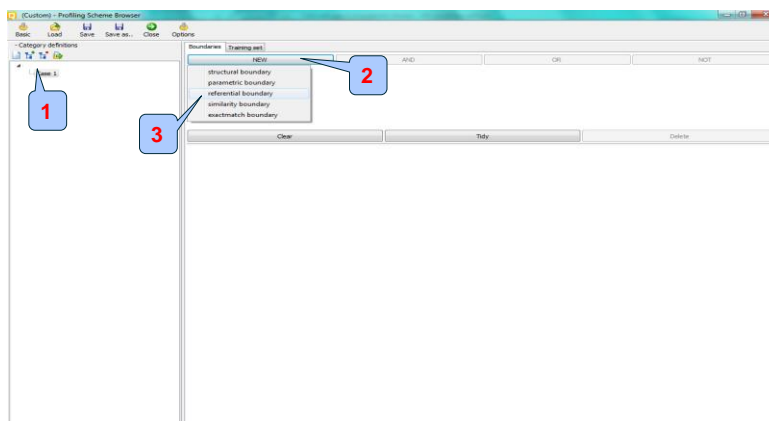 (Custom) - Profiling Scheme Browser
Basic Load Save Save as.. Close Options
Category definitions
Boundaries Training set
NEW AND OR NOT
structural boundary
parametric boundary
referential boundary
similarity boundary
exactmatch boundary
Clear Tidy Delete
1
2
3